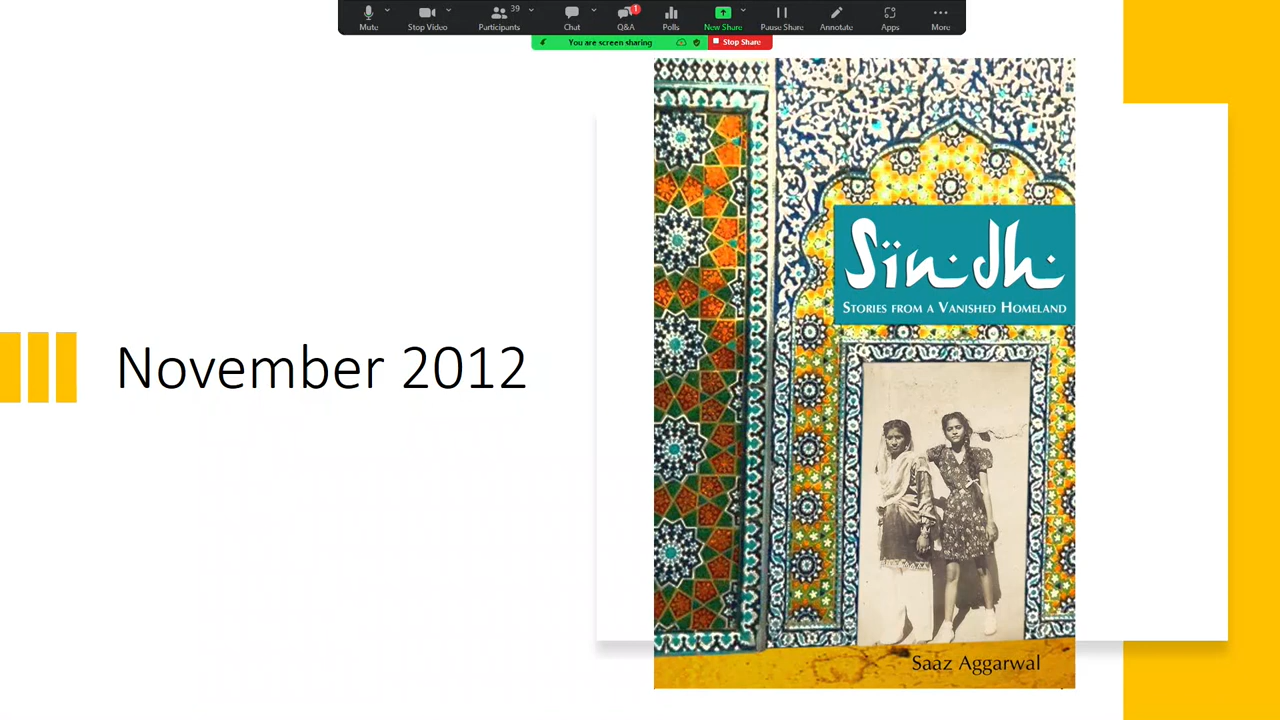 39
1
Mute
Stop Video
Participants
Chat
Q&A
Polls
New Share
Pause Share
Annotate
Apps
More
You are screen sharing
Stop Share
November 2012
Sindh
Stories from a Vanished Homeland
Saaz Aggarwal